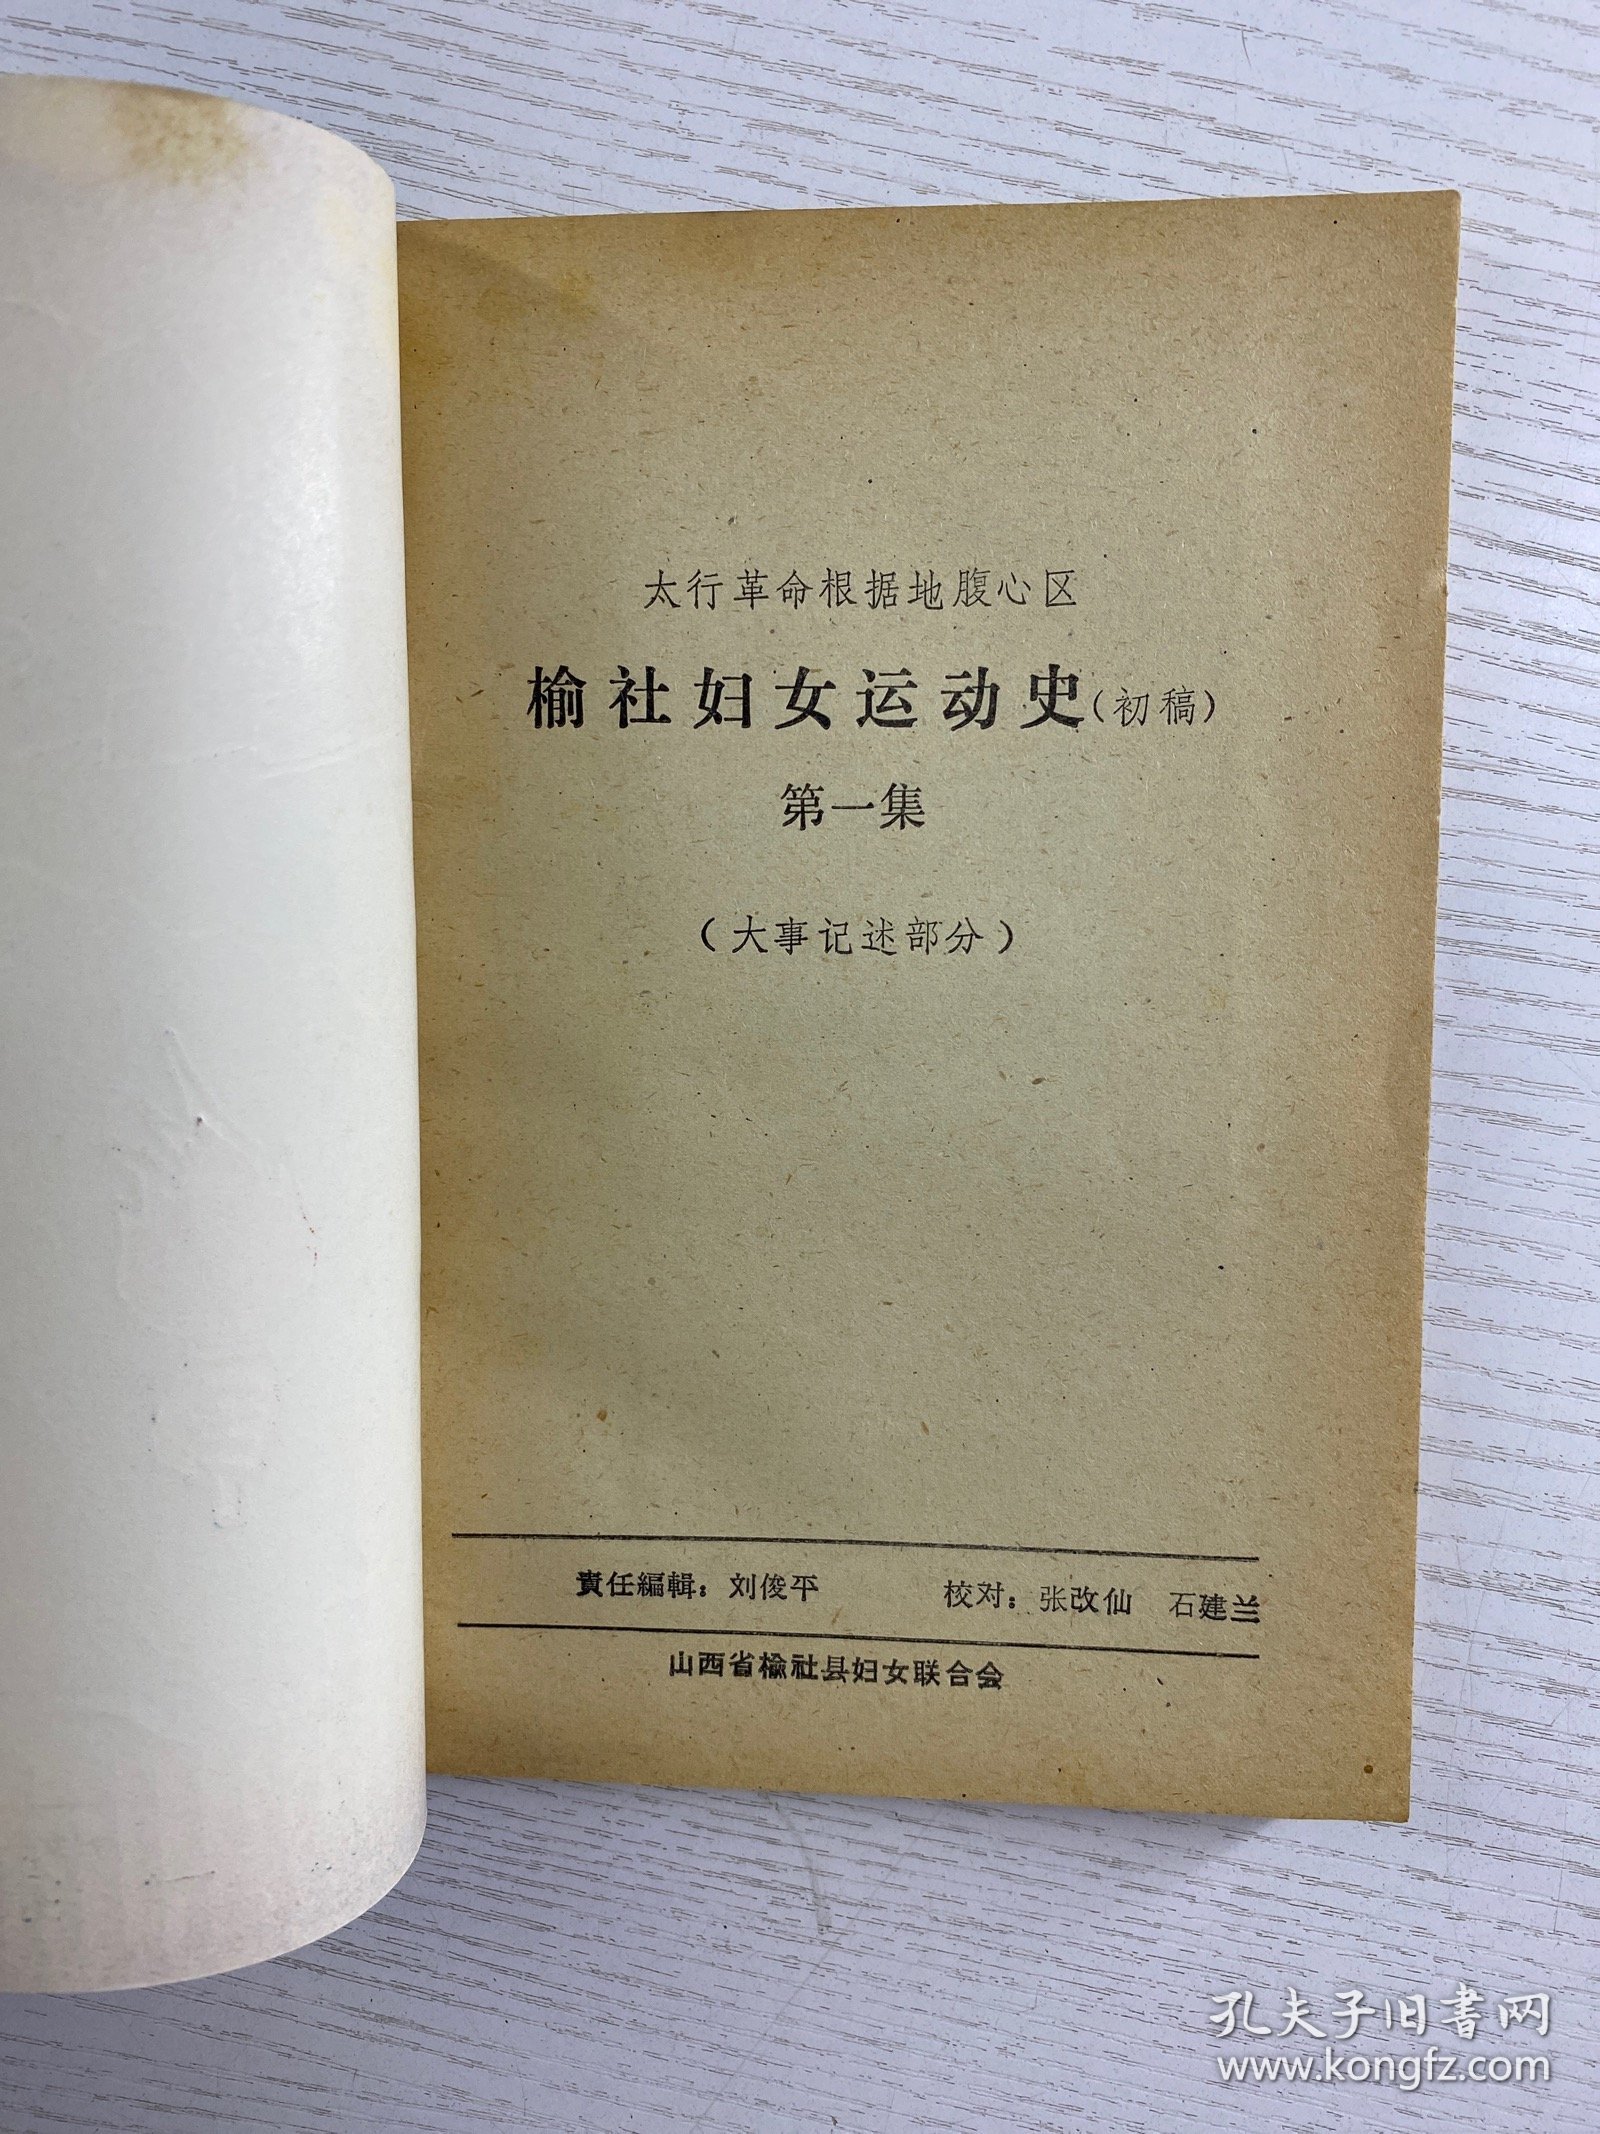 太行革命根据地腹心区
榆社妇女运动史(初稿)
第一集
(大事记述部分)
責任編輯:刘俊平 校对:张改仙 石建兰
山西省榆社县妇女联合会
孔夫子旧書网
www.kongfz.com